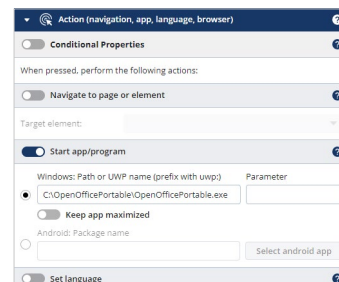 Action (navigation, app, language, browser)
Conditional Properties
When pressed, perform the following actions:
Navigate to page or element
Target element:
Start app/program
Windows: Path or UWP name (prefix with uwp:) Parameter
C:\OpenOfficePortable\OpenOfficePortable.exe
Keep app maximized
Android: Package name
Select android app
Set language